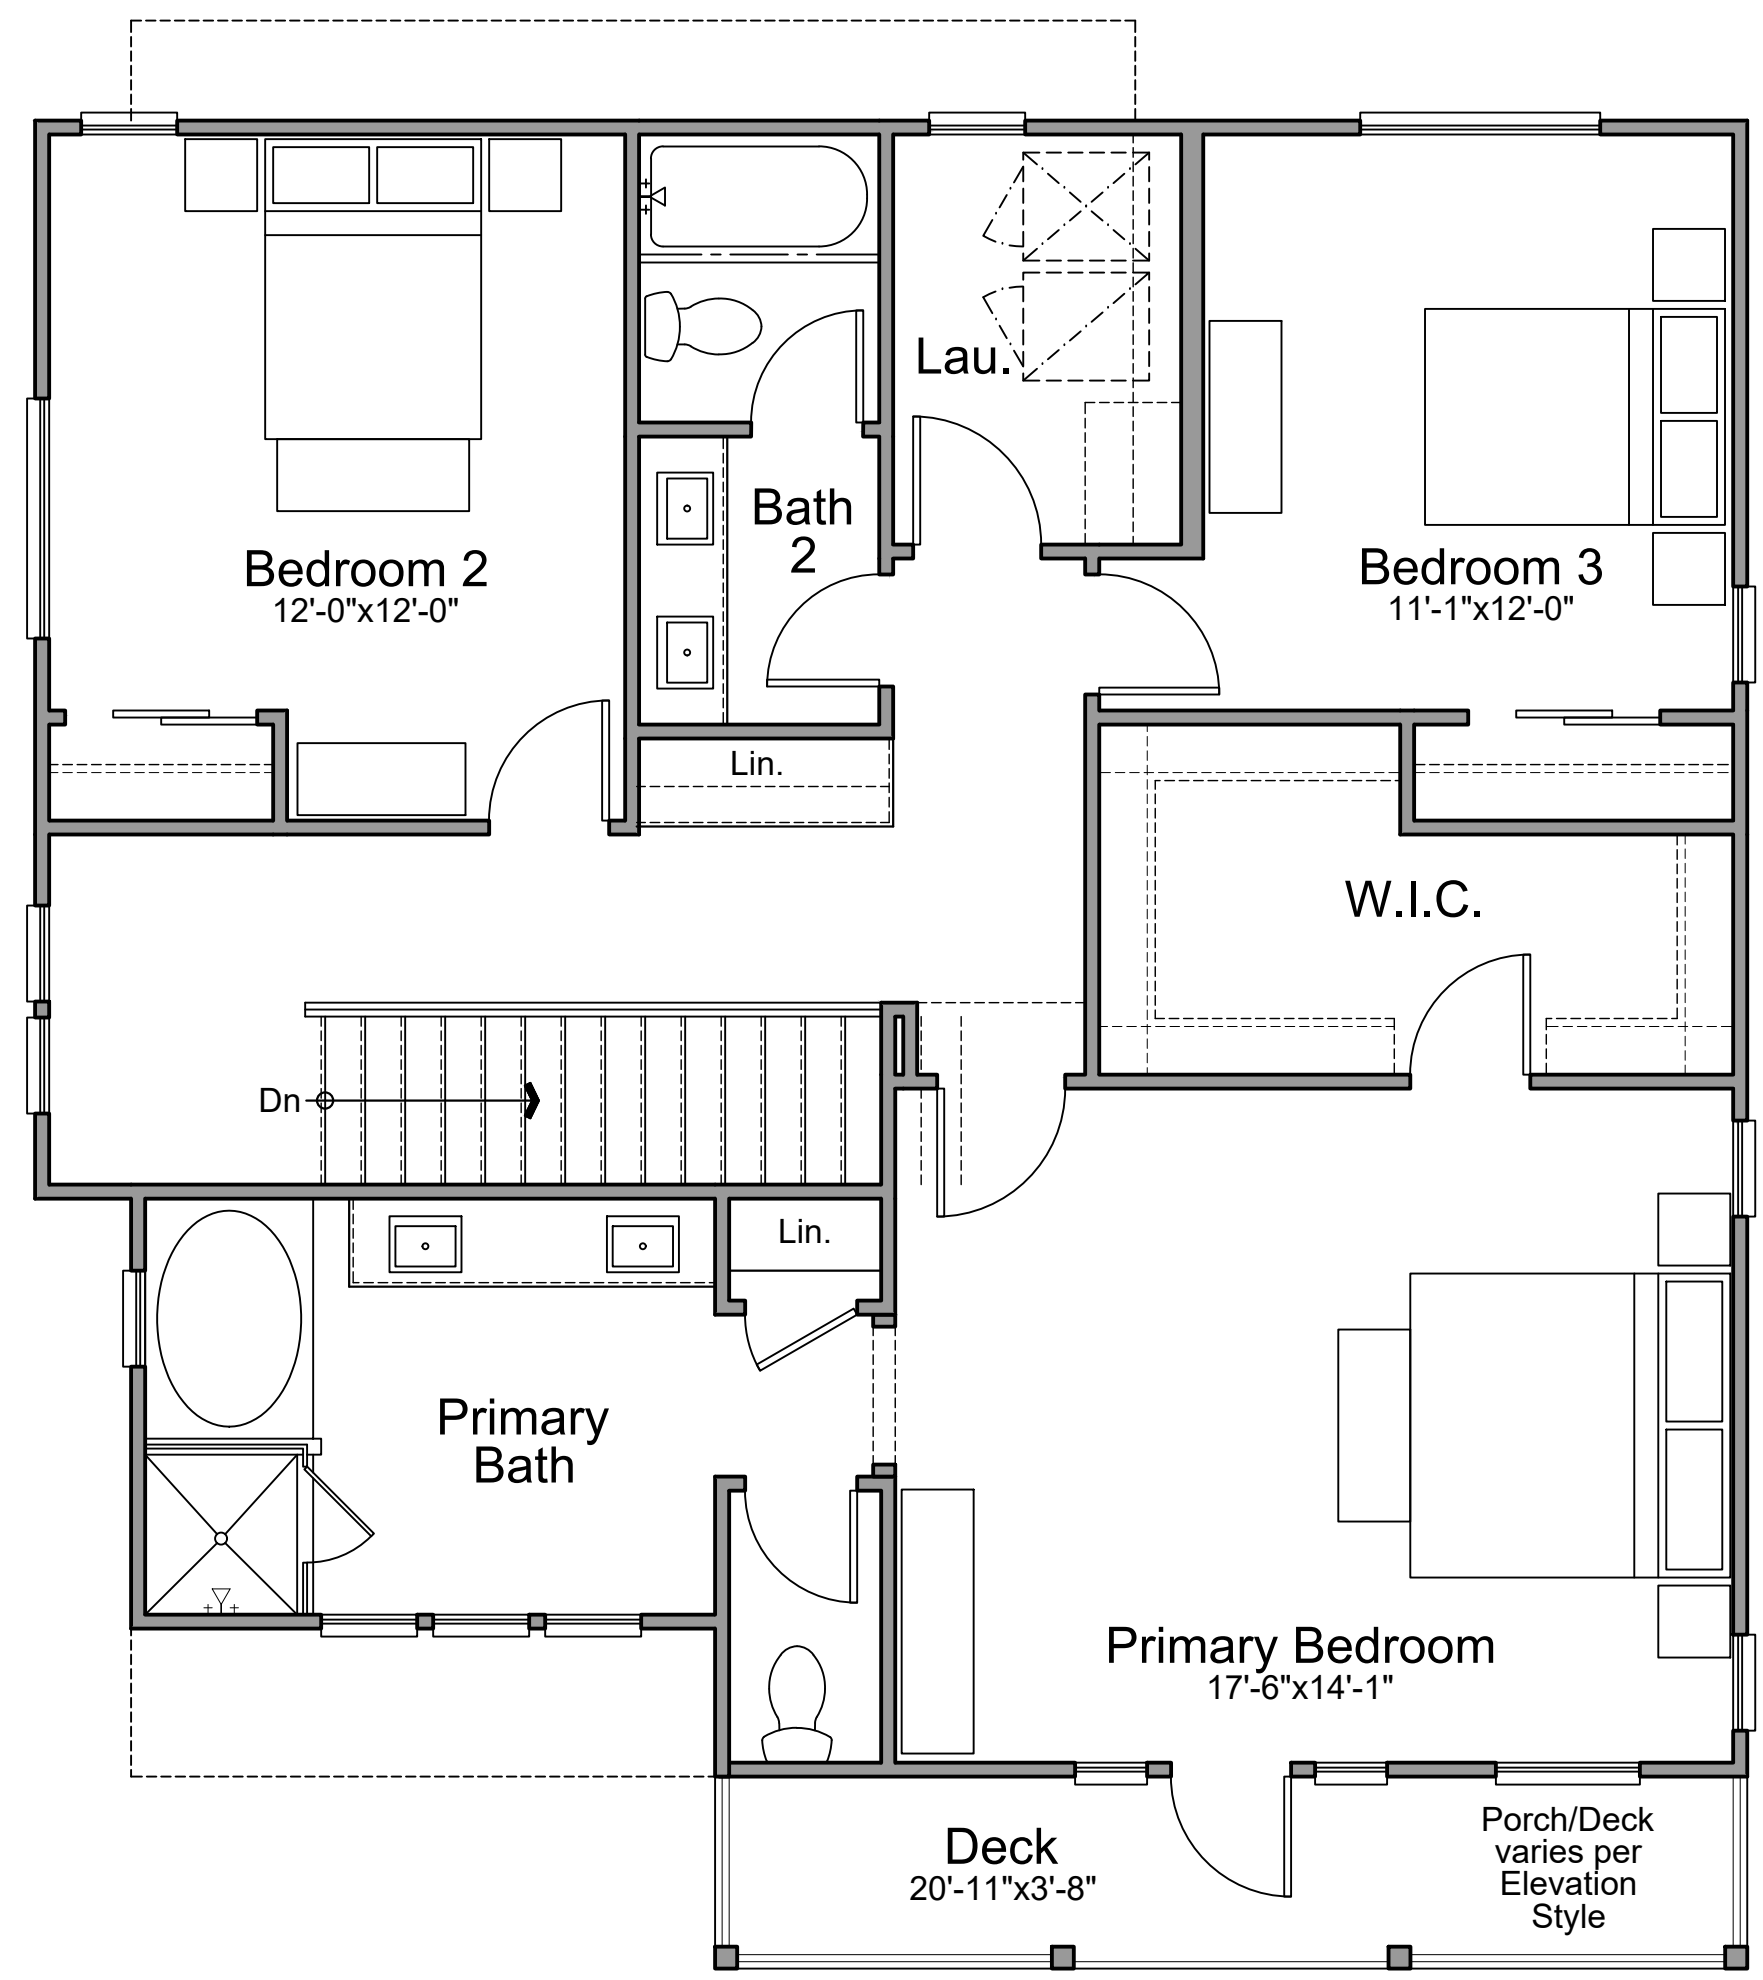 Lau.
Bath
2
Bedroom 2
12'-0"x12'-0"
Bedroom 3
11'-1"x12'-0"
Lin.
W.I.C.
Dn
Lin.
Primary
Bath
Primary Bedroom
17'-6"x14'-1"
Deck
20'-11"x3'-8"
Porch/Deck
varies per
Elevation
Style